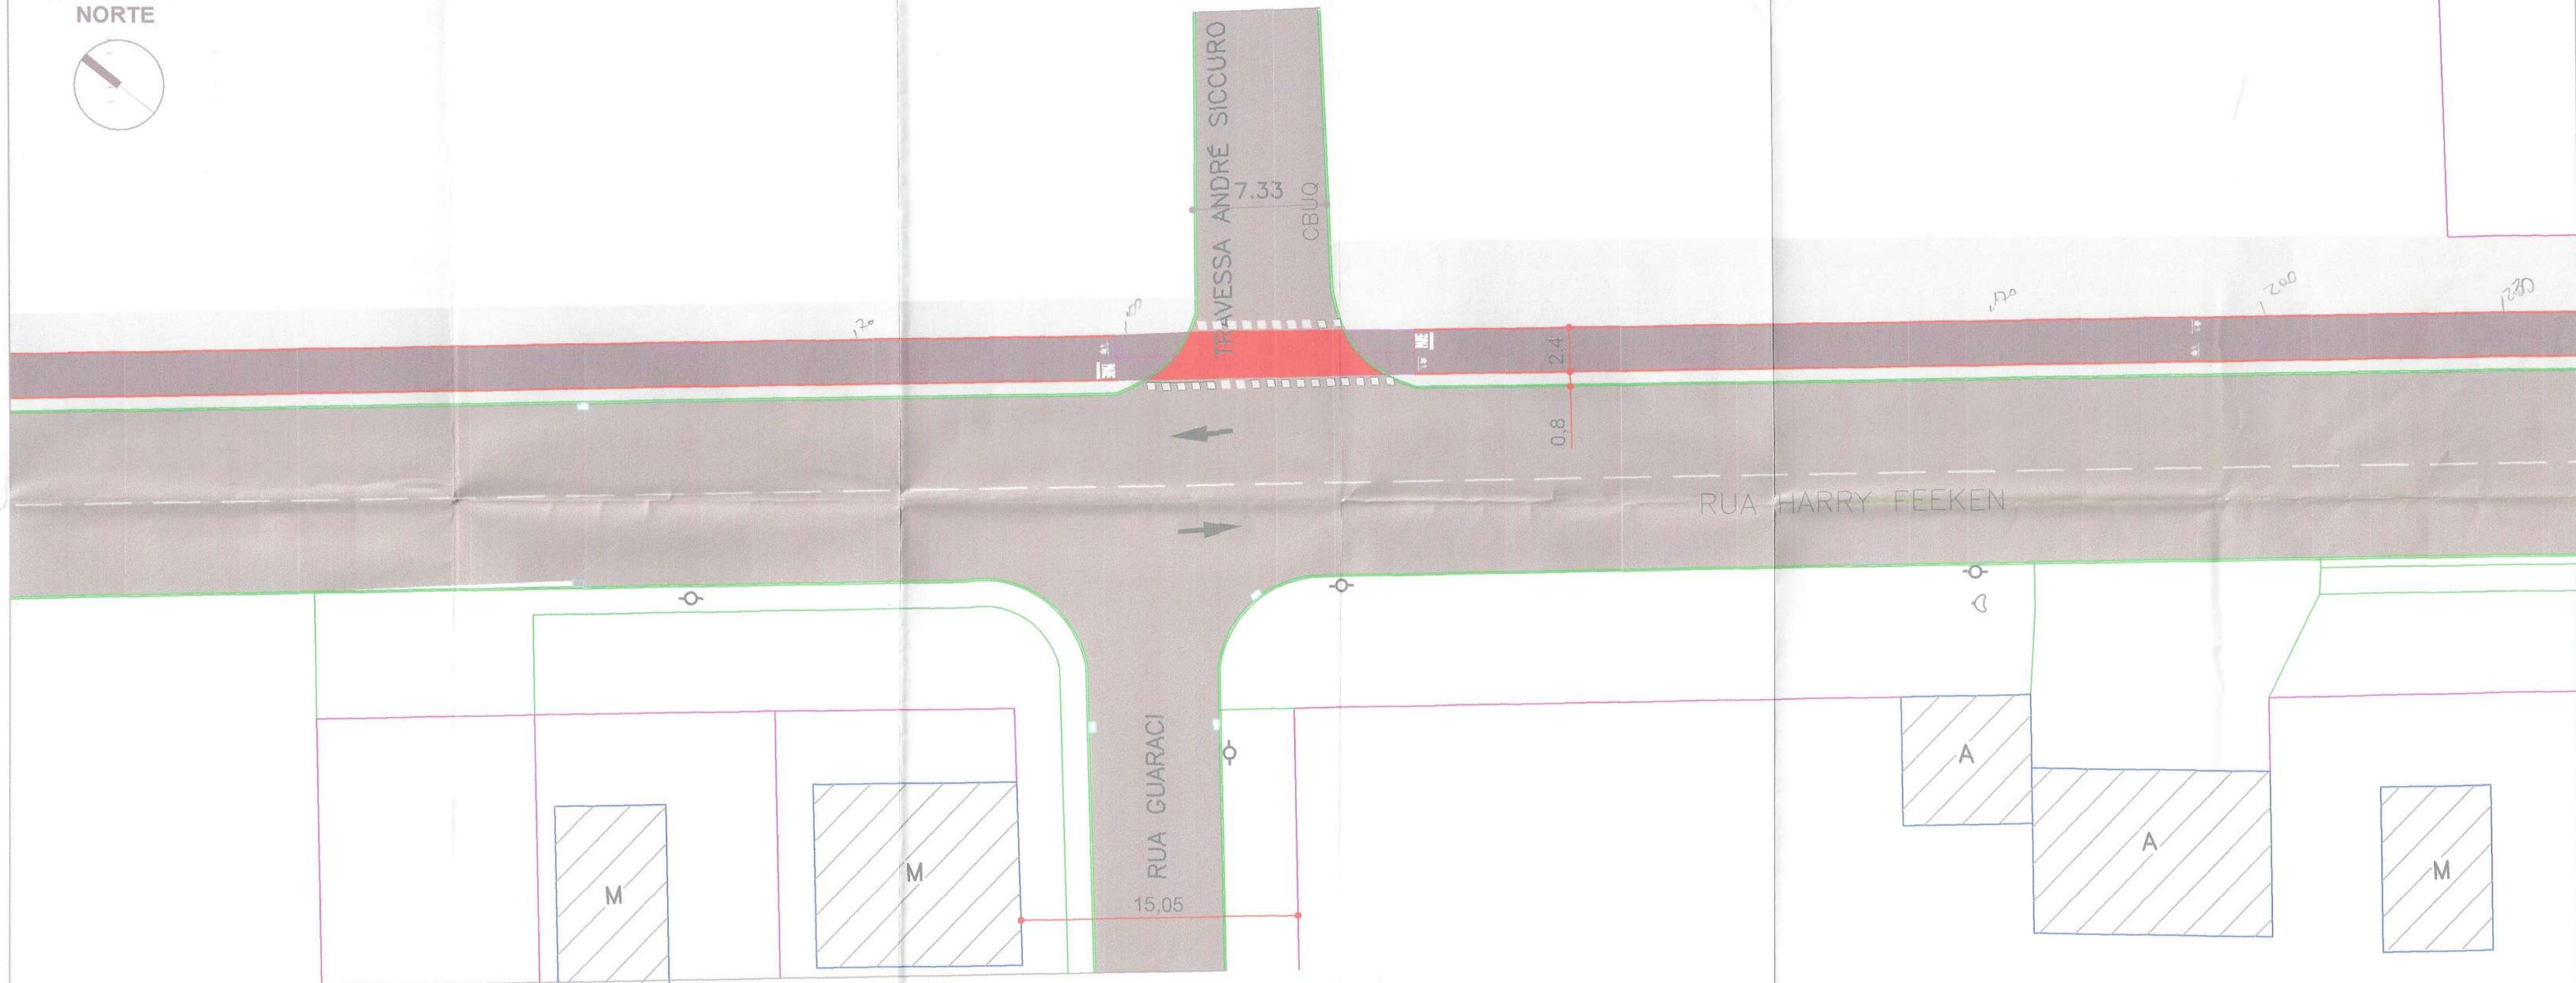 NORTE
TRAVESSA ANDRÉ SICCURO
7.33
CBUQ
2,4
0,8
RUA HARRY FEEKEN
RUA GUARACI
15,05
M
M
A
A
M